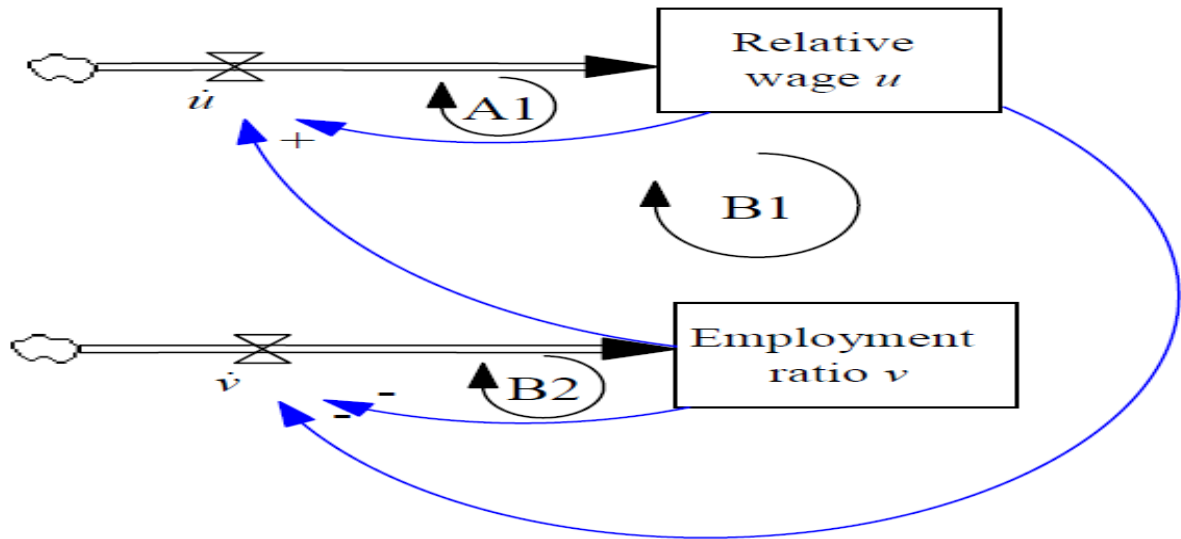 Relative
wage u
u̇
A1
+
B1
Employment
ratio v
v̇
B2
-
-